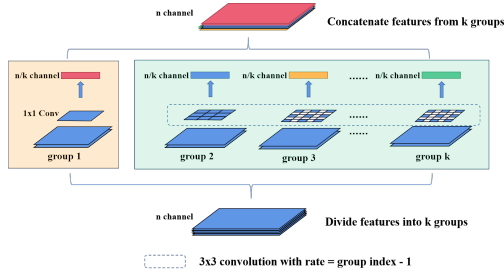 n channel
Concatenate features from k groups
n/k channel
n/k channel
n/k channel
......
n/k channel
1x1 Conv
......
......
group 1
group 2
group 3
group k
n channel
Divide features into k groups
3x3 convolution with rate = group index - 1